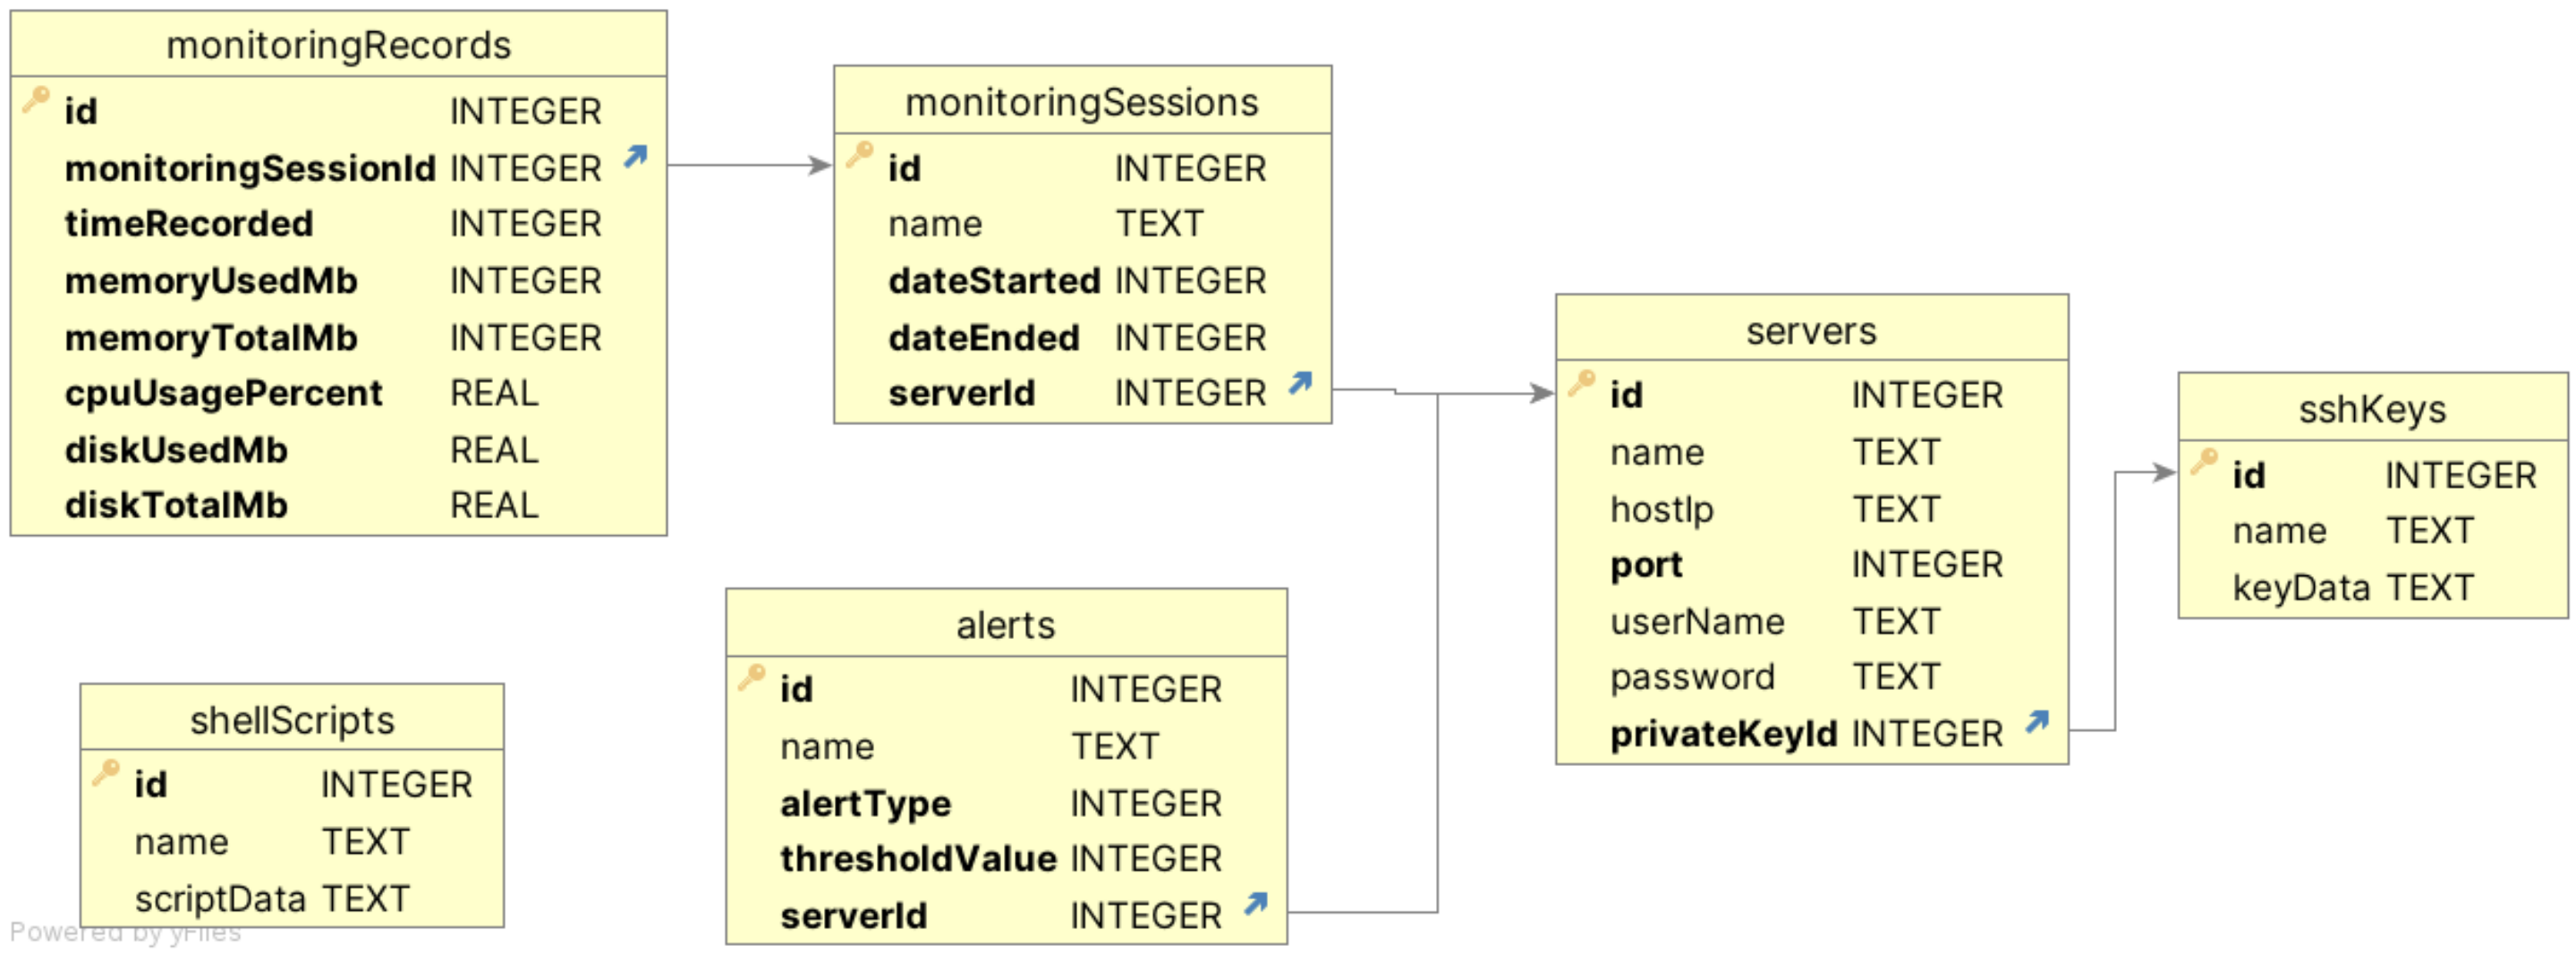 monitoringRecords
id INTEGER
monitoringSessionId INTEGER
timeRecorded INTEGER
memoryUsedMb INTEGER
memoryTotalMb INTEGER
cpuUsagePercent REAL
diskUsedMb REAL
diskTotalMb REAL
monitoringSessions
id INTEGER
name TEXT
dateStarted INTEGER
dateEnded INTEGER
serverId INTEGER
servers
id INTEGER
name TEXT
hostIp TEXT
port INTEGER
userName TEXT
password TEXT
privateKeyId INTEGER
sshKeys
id INTEGER
name TEXT
keyData TEXT
alerts
id INTEGER
name TEXT
alertType INTEGER
thresholdValue INTEGER
serverId INTEGER
shellScripts
id INTEGER
name TEXT
scriptData TEXT
Powered by yFiles